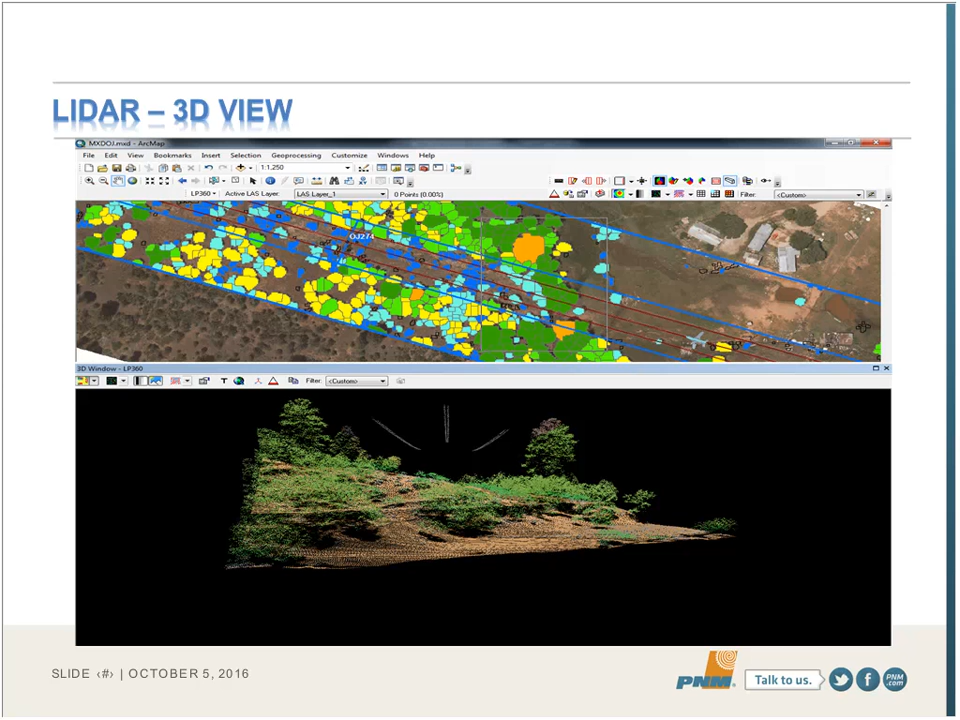 LIDAR – 3D VIEW
MXDOJ.mxd - ArcMap
File Edit View Bookmarks Insert Selection Geoprocessing Customize Windows Help
1:1,250
LP360 Active LAS Layer: LAS Layer_1 0 Points (0.00%) Filter: <Custom>
OJ274
3D Window - LP360
T Filter: <Custom>
SLIDE ‹#› | OCTOBER 5, 2016
PNM Talk to us. f PNM .com